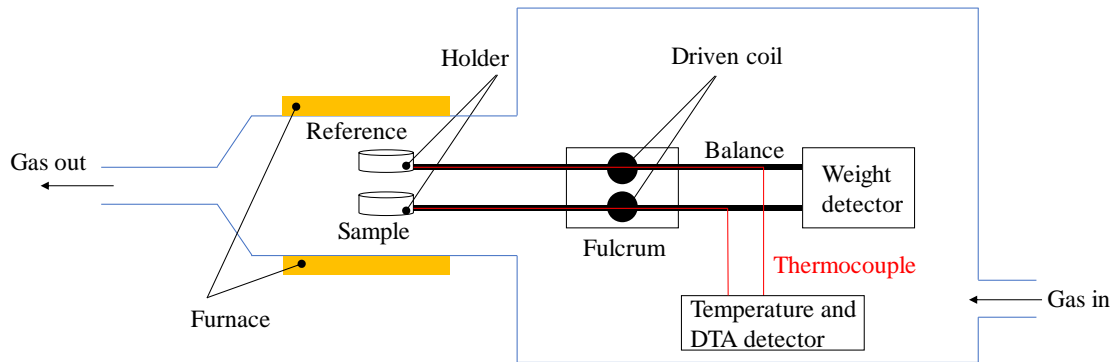 Holder
Driven coil
Reference
Gas out
Balance
Weight
detector
Sample
Fulcrum
Thermocouple
Gas in
Temperature and
DTA detector
Furnace